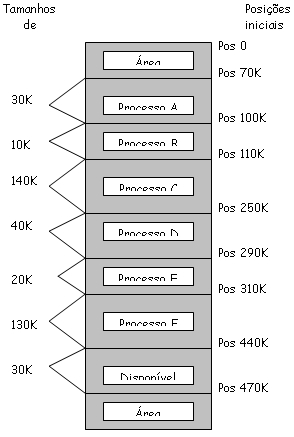 Tamanhos
de
Posições
iniciais
Pos 0
Área
Pos 70K
30K
Processo A
Pos 100K
10K
Processo B
Pos 110K
140K
Processo C
Pos 250K
40K
Processo D
Pos 290K
20K
Processo E
Pos 310K
130K
Processo F
Pos 440K
30K
Disponível
Pos 470K
Área